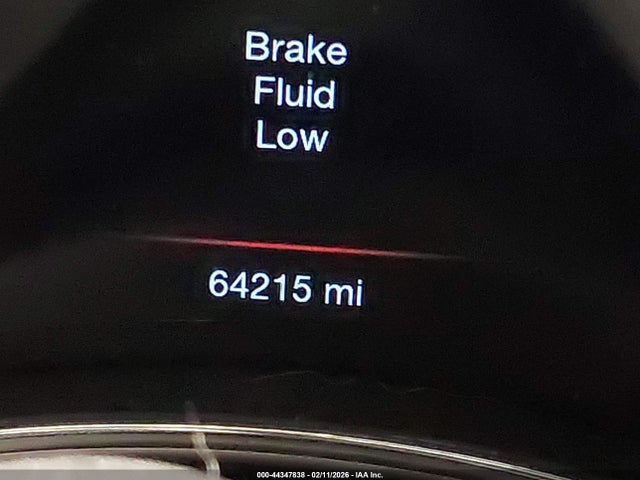 Brake
Fluid
Low
64215 mi
000-44347838 - 02/11/2026 - IAA Inc.